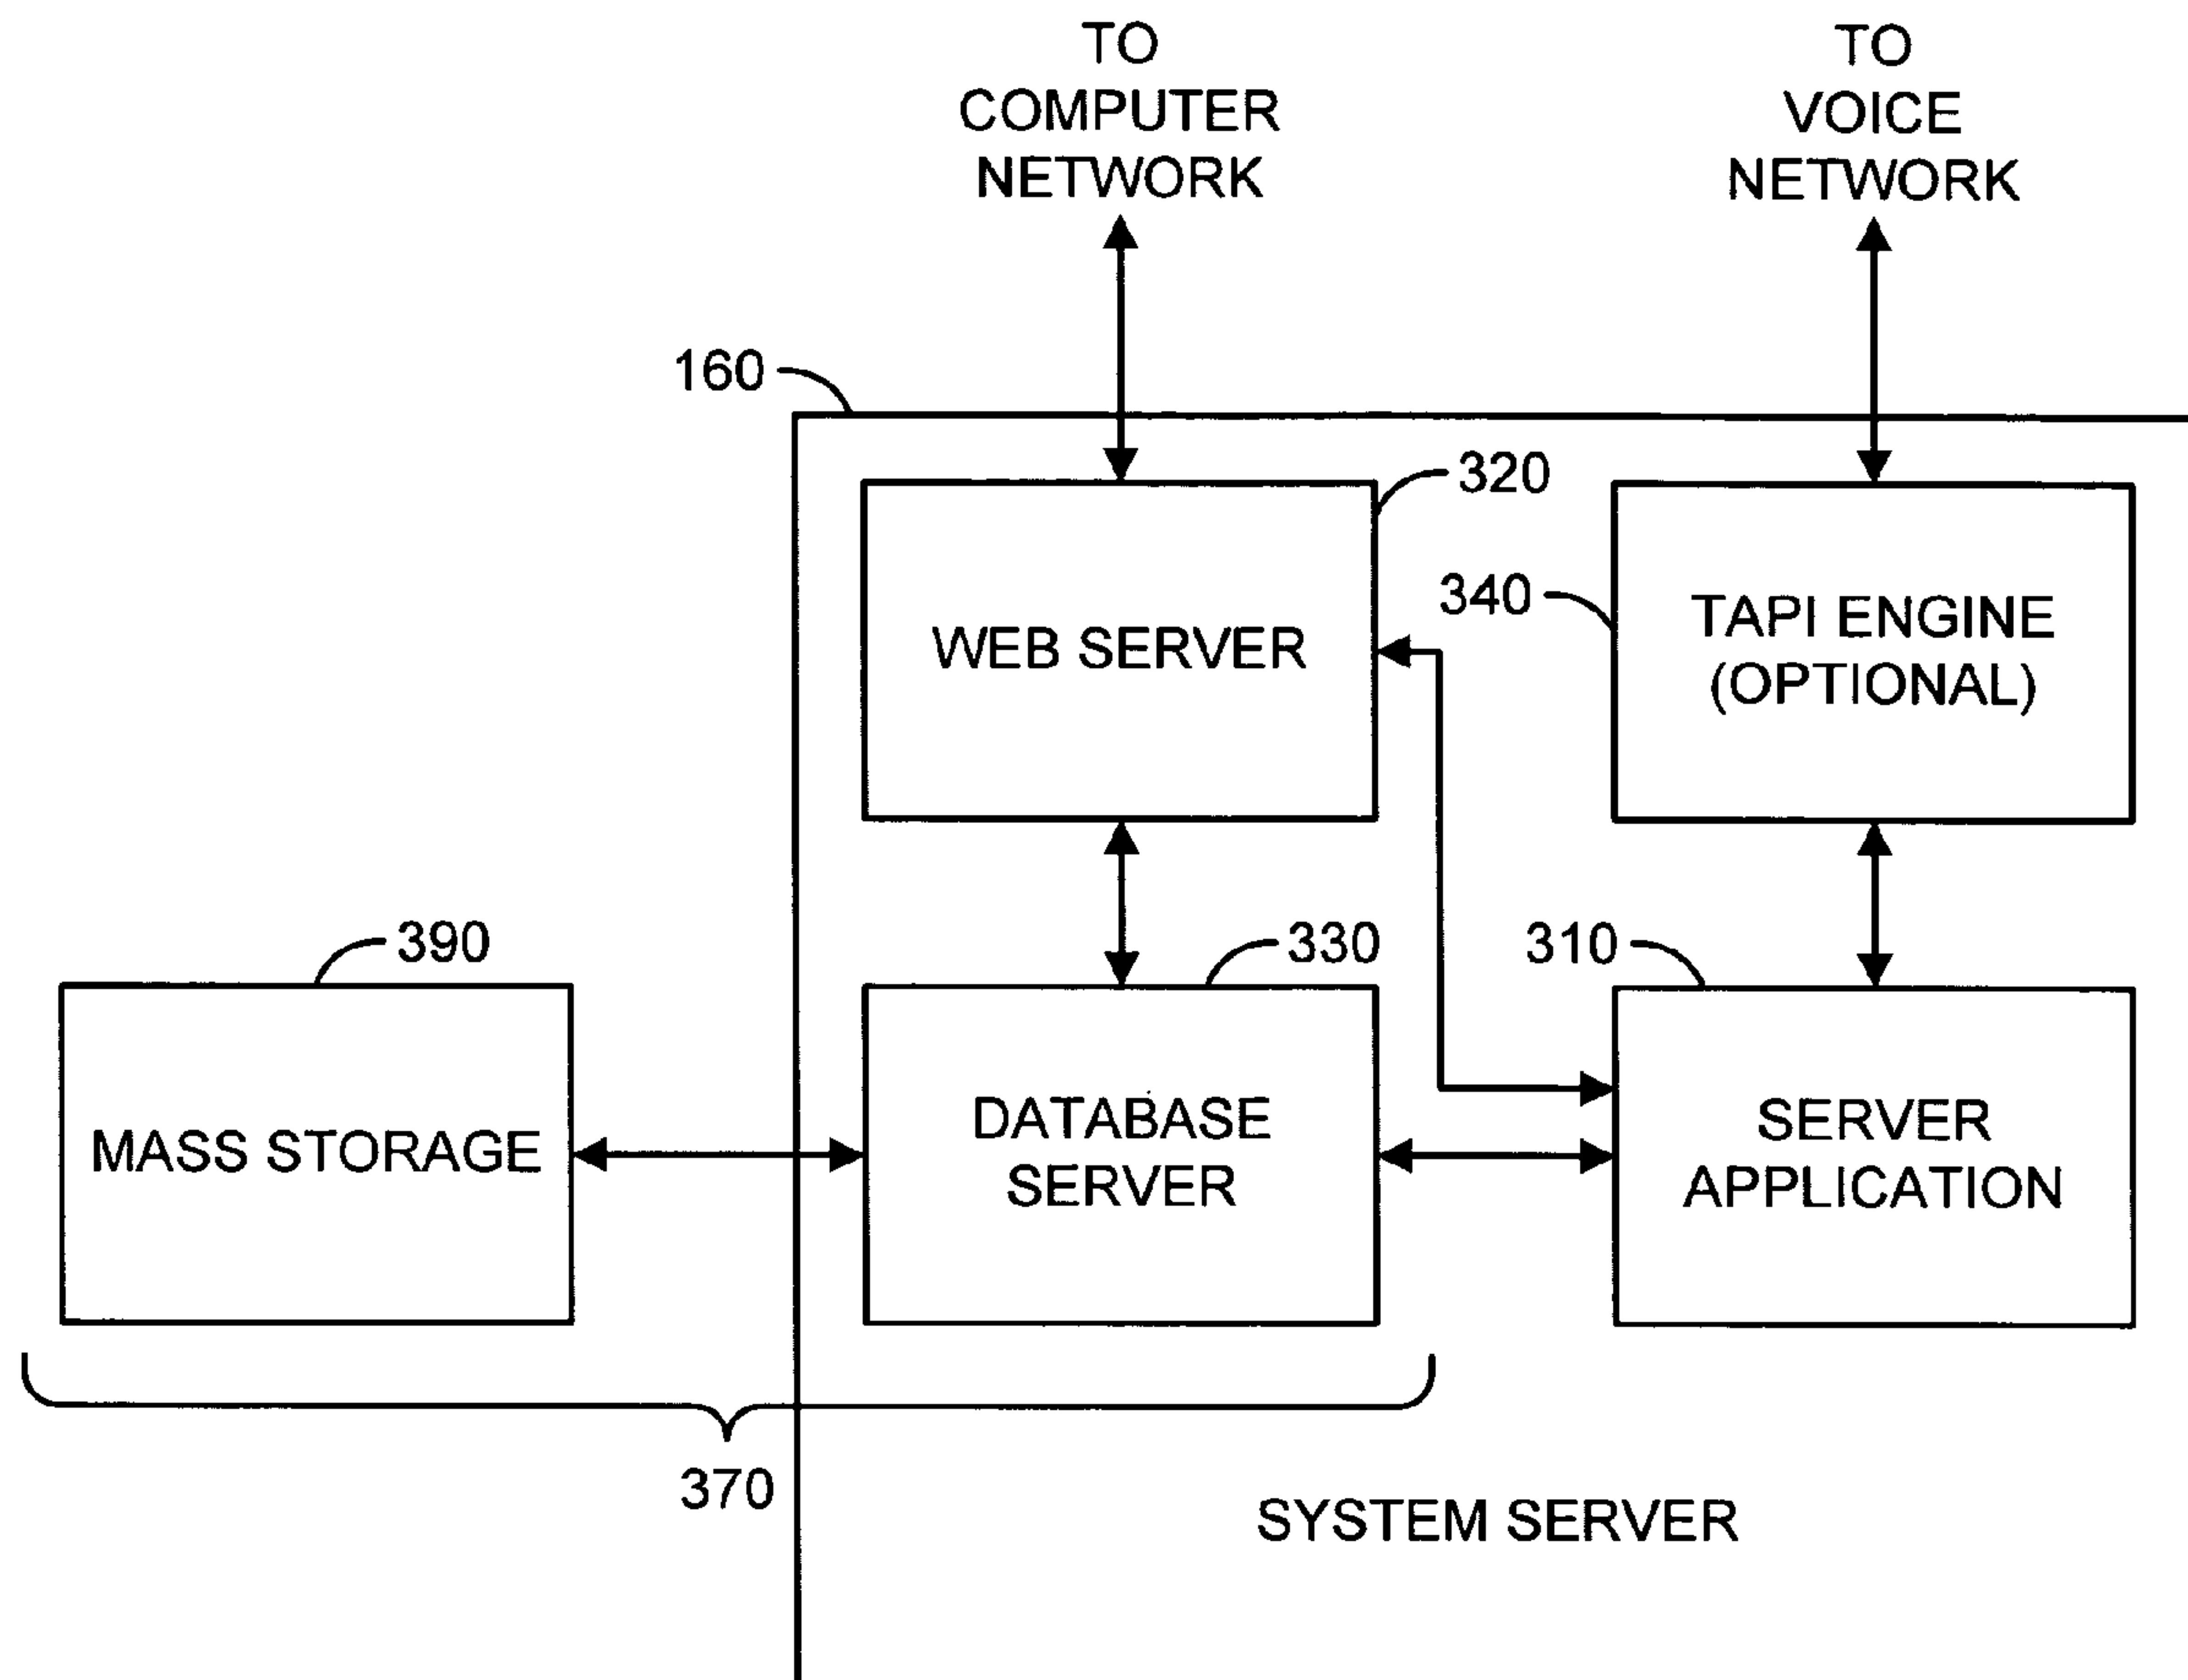 TO
COMPUTER
NETWORK
TO
VOICE
NETWORK
160
320
WEB SERVER
340
TAPI ENGINE
(OPTIONAL)
390
330
310
MASS STORAGE
DATABASE
SERVER
SERVER
APPLICATION
370
SYSTEM SERVER